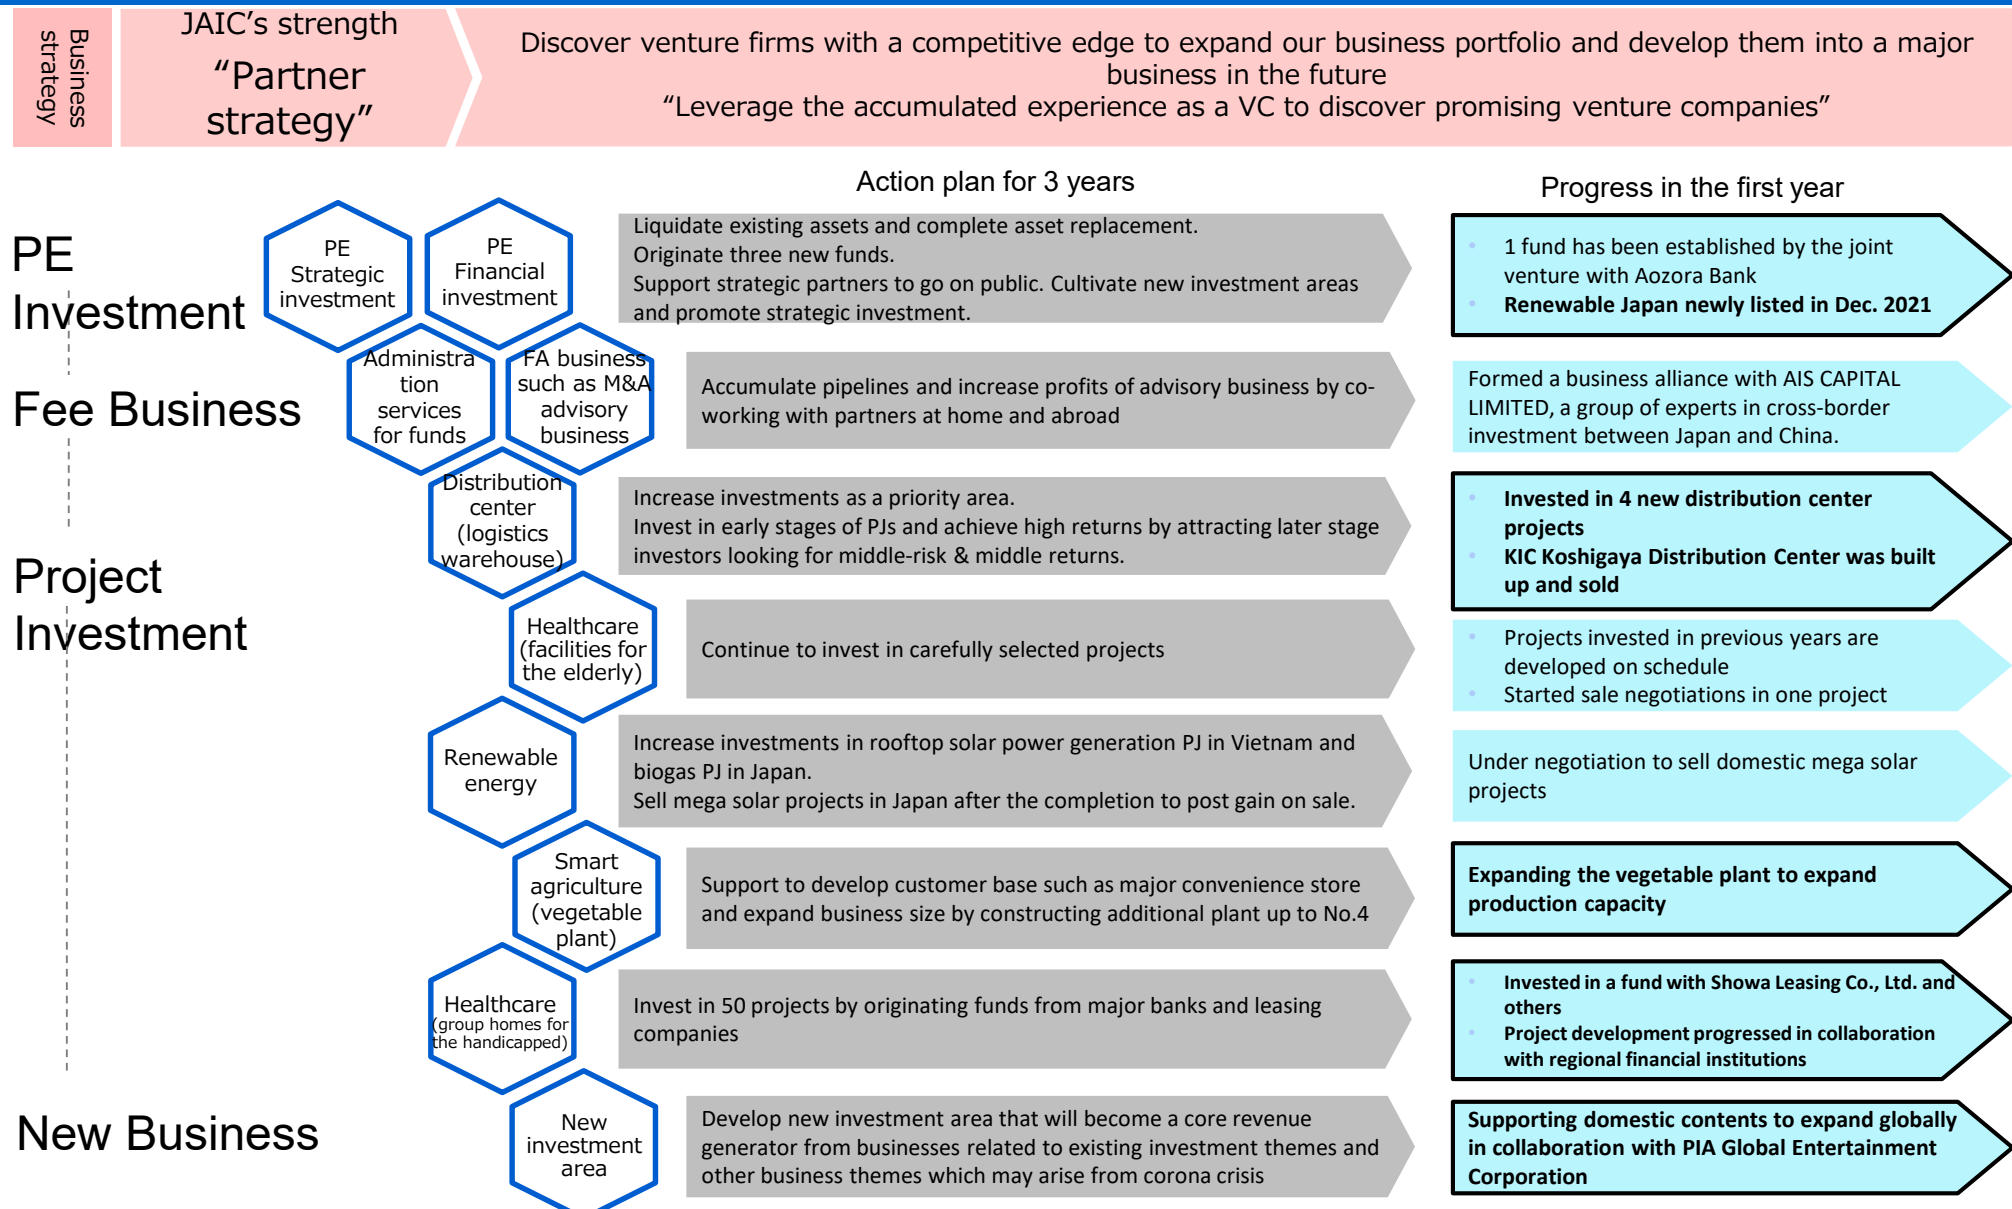 Business
strategy
JAIC’s strength
“Partner
strategy”
Discover venture firms with a competitive edge to expand our business portfolio and develop them into a major
business in the future
“Leverage the accumulated experience as a VC to discover promising venture companies”
Action plan for 3 years
Progress in the first year
PE
Investment
PE
Strategic
investment
PE
Financial
investment
Liquidate existing assets and complete asset replacement.
Originate three new funds.
Support strategic partners to go on public. Cultivate new investment areas
and promote strategic investment.
• 1 fund has been established by the joint
venture with Aozora Bank
• Renewable Japan newly listed in Dec. 2021
Fee Business
Administra
tion
services
for funds
FA business
such as M&A
advisory
business
Accumulate pipelines and increase profits of advisory business by co-
working with partners at home and abroad
Formed a business alliance with AIS CAPITAL
LIMITED, a group of experts in cross-border
investment between Japan and China.
Project
Investment
Distribution
center
(logistics
warehouse)
Increase investments as a priority area.
Invest in early stages of PJs and achieve high returns by attracting later stage
investors looking for middle-risk & middle returns.
• Invested in 4 new distribution center
projects
• KIC Koshigaya Distribution Center was built
up and sold
Healthcare
(facilities for
the elderly)
Continue to invest in carefully selected projects
• Projects invested in previous years are
developed on schedule
• Started sale negotiations in one project
Renewable
energy
Increase investments in rooftop solar power generation PJ in Vietnam and
biogas PJ in Japan.
Sell mega solar projects in Japan after the completion to post gain on sale.
Under negotiation to sell domestic mega solar
projects
Smart
agriculture
(vegetable
plant)
Support to develop customer base such as major convenience store
and expand business size by constructing additional plant up to No.4
Expanding the vegetable plant to expand
production capacity
Healthcare
(group homes for
the handicapped)
Invest in 50 projects by originating funds from major banks and leasing
companies
• Invested in a fund with Showa Leasing Co., Ltd. and
others
• Project development progressed in collaboration
with regional financial institutions
New Business
New
investment
area
Develop new investment area that will become a core revenue
generator from businesses related to existing investment themes and
other business themes which may arise from corona crisis
Supporting domestic contents to expand globally
in collaboration with PIA Global Entertainment
Corporation